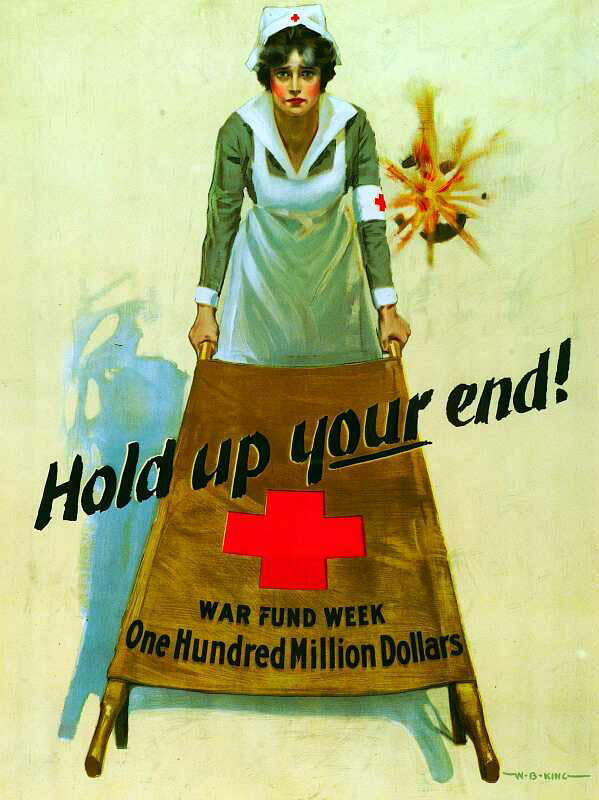 Hold up your end!
WAR FUND WEEK
One Hundred Million Dollars
W-B-KING